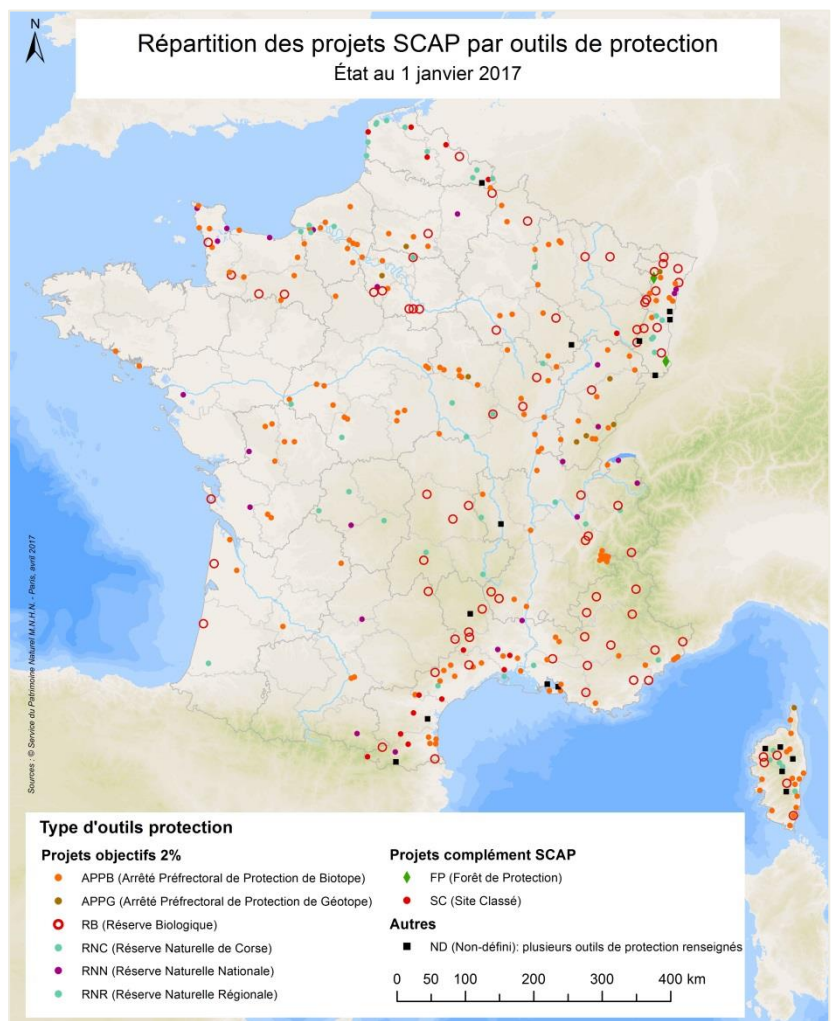 Répartition des projets SCAP par outils de protection
État au 1 janvier 2017
N
Sources : © Service du Patrimoine Naturel M.N.H.N. - Paris, avril 2017
Type d'outils protection
Projets objectifs 2%
APPB (Arrêté Préfrectoral de Protection de Biotope)
APPG (Arrêté Préfrectoral de Protection de Géotope)
RB (Réserve Biologique)
RNC (Réserve Naturelle de Corse)
RNN (Réserve Naturelle Nationale)
RNR (Réserve Naturelle Régionale)
Projets complément SCAP
FP (Forêt de Protection)
SC (Site Classé)
Autres
ND (Non-défini): plusieurs outils de protection renseignés
0 50 100 200 300 400 km